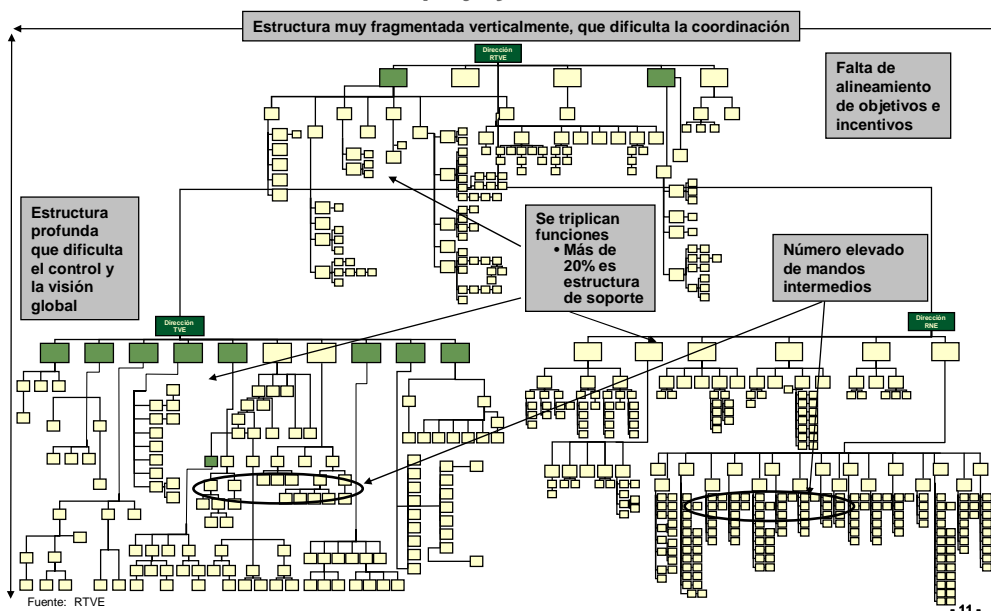 Estructura muy fragmentada verticalmente, que dificulta la coordinación
Dirección
RTVE
Falta de
alineamiento
de objetivos e
incentivos
Estructura
profunda
que dificulta
el control y
la visión
global
Se triplican
funciones
• Más de
20% es
estructura
de soporte
Número elevado
de mandos
intermedios
Dirección
TVE
Dirección
RNE
Fuente: RTVE
- 11 -